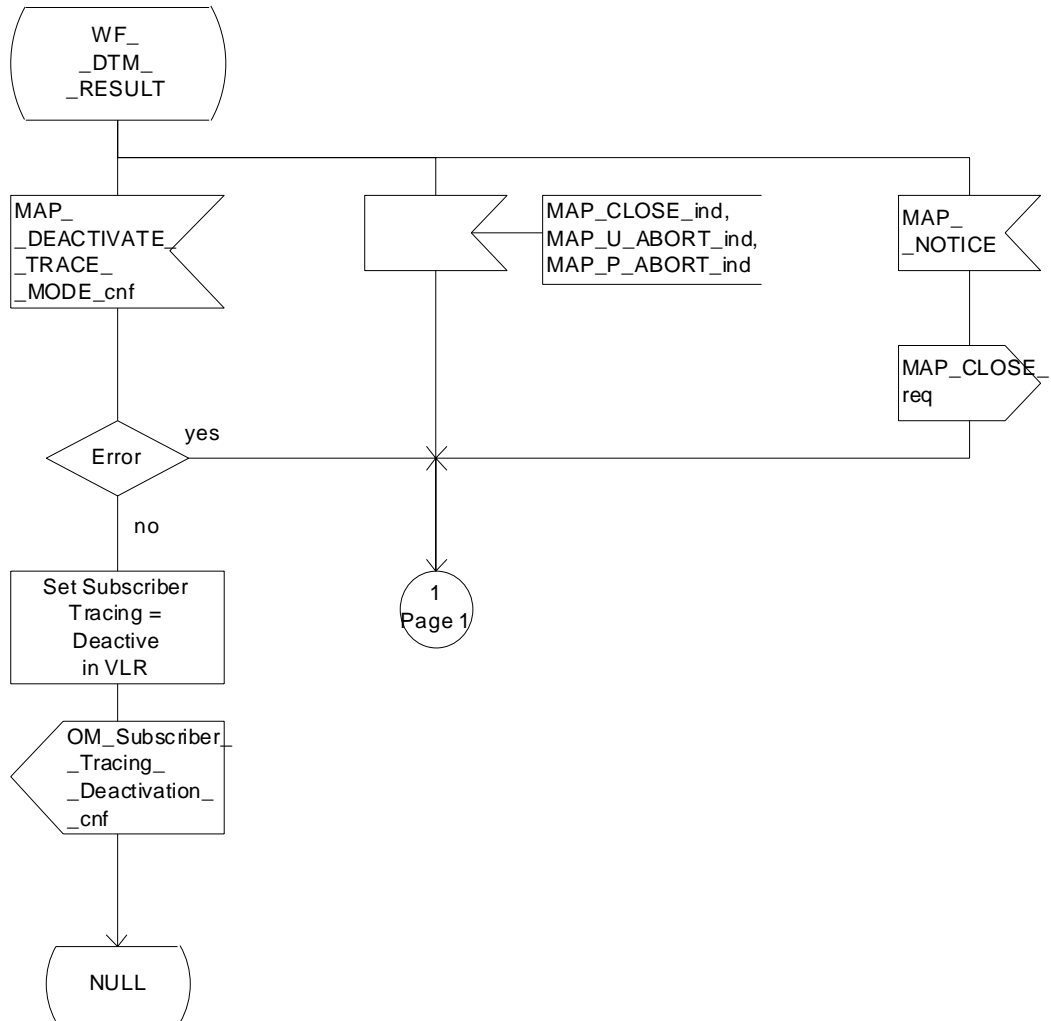 WF_
_DTM_
_RESULT
MAP_
_DEACTIVATE_
_TRACE_
_MODE_cnf
MAP_CLOSE_ind,
MAP_U_ABORT_ind,
MAP_P_ABORT_ind
MAP_
_NOTICE
MAP_CLOSE_
req
yes
Error
no
Set Subscriber
Tracing =
Deactive
in VLR
1
Page 1
OM_Subscriber_
_Tracing_
_Deactivation_
_cnf
NULL